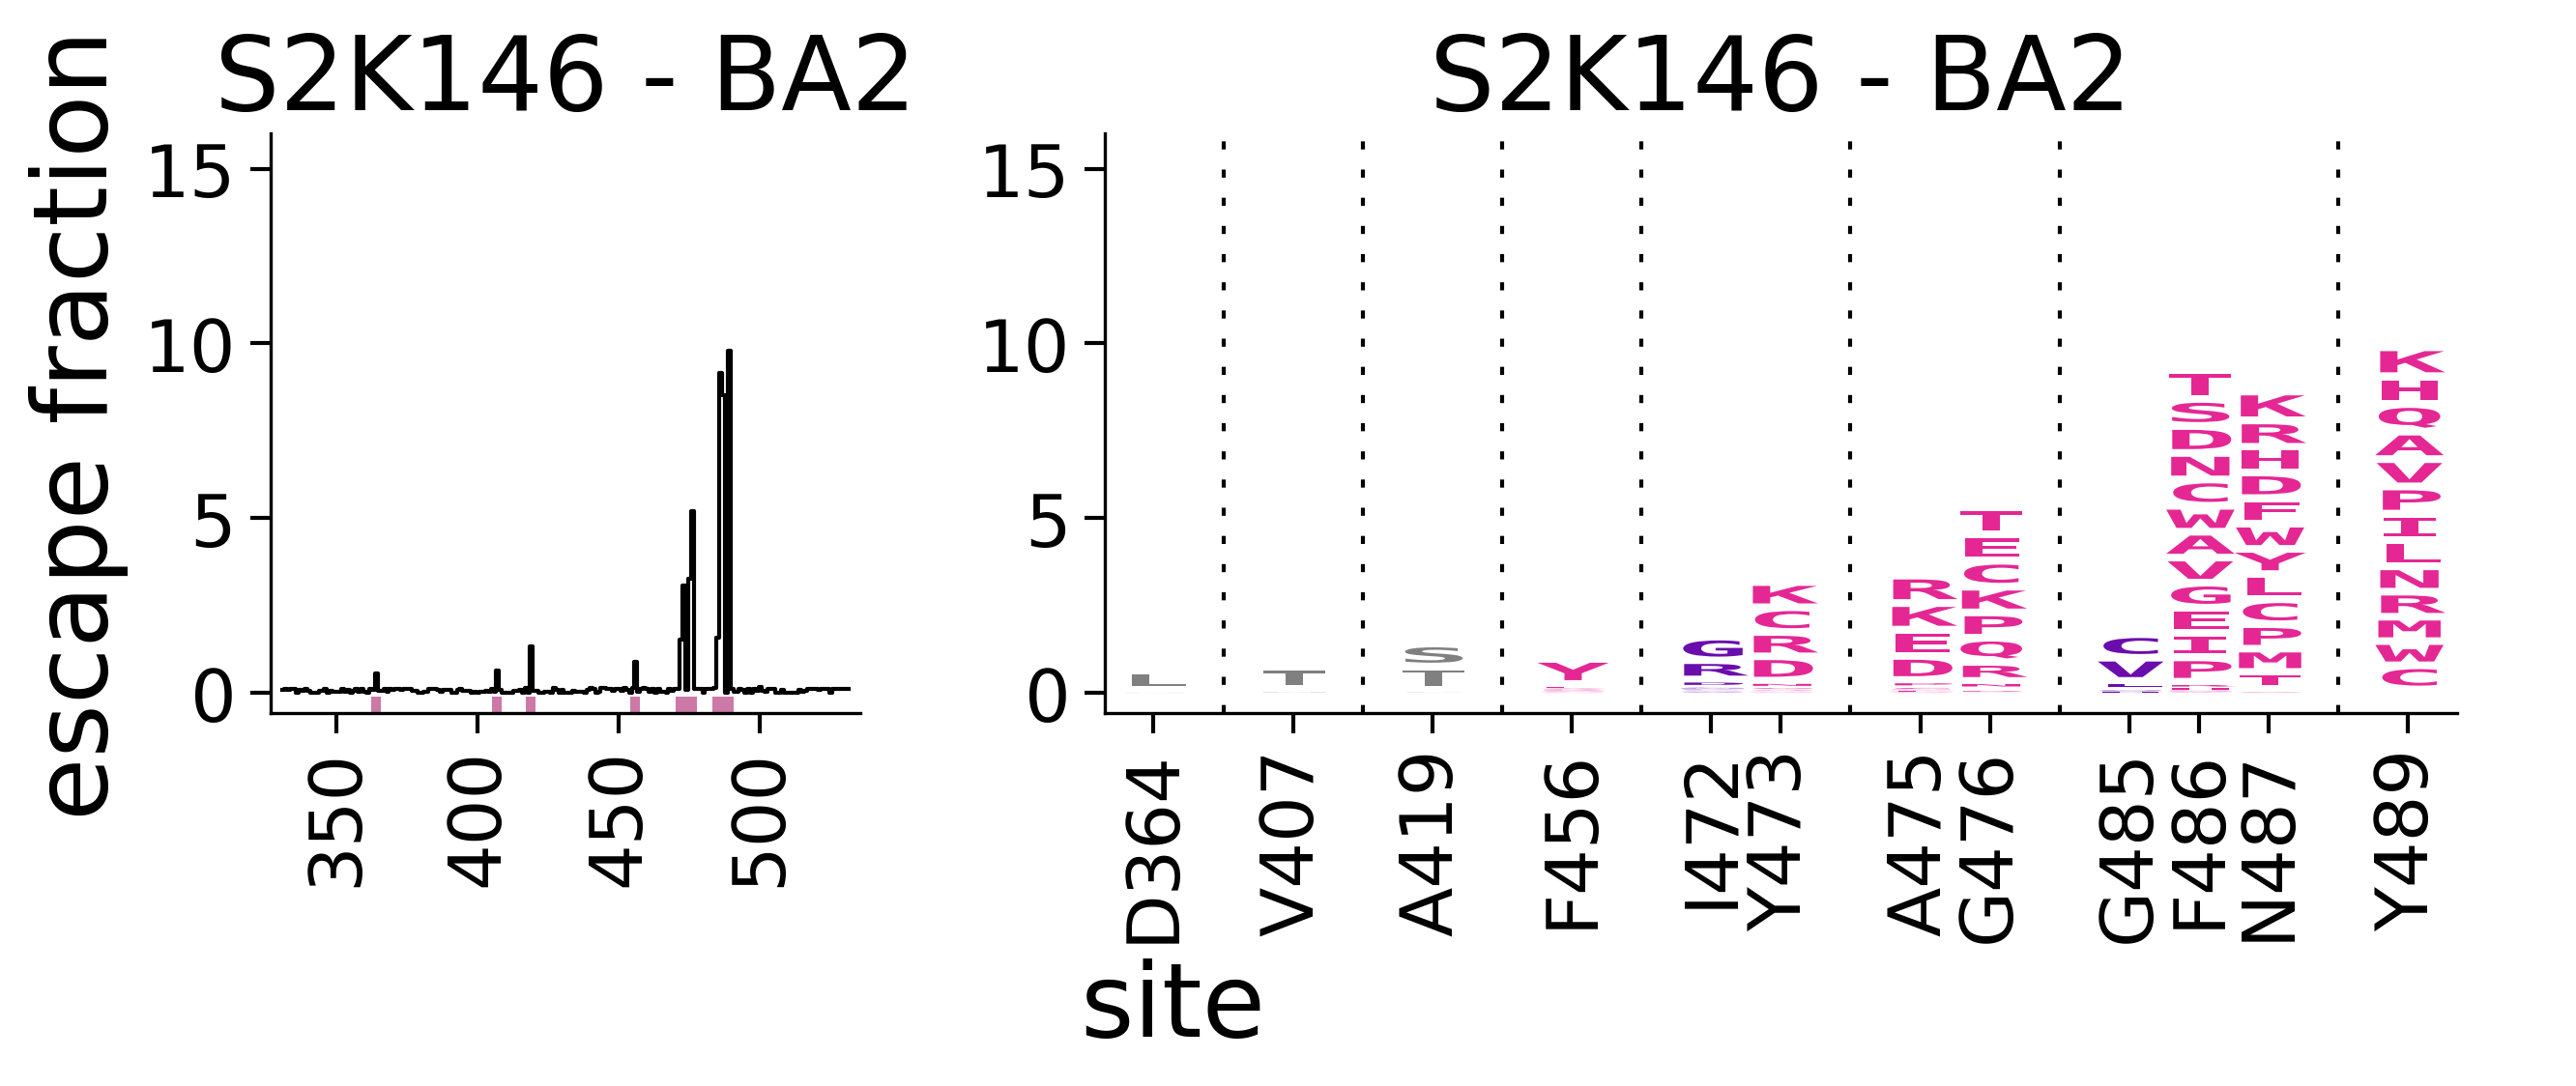 S2K146 - BA2
S2K146 - BA2
escape fraction
15
10
5
0
350
400
450
500
15
10
5
0
L
T
S
T
Y
G
R
K
C
R
D
R
K
E
D
T
E
C
K
P
Q
R
C
V
T
S
D
N
C
W
A
V
G
E
I
P
K
R
H
D
F
W
Y
L
C
P
M
T
K
H
Q
A
V
P
I
L
N
R
M
W
C
D364
V407
A419
F456
I472
Y473
A475
G476
G485
F486
N487
Y489
site